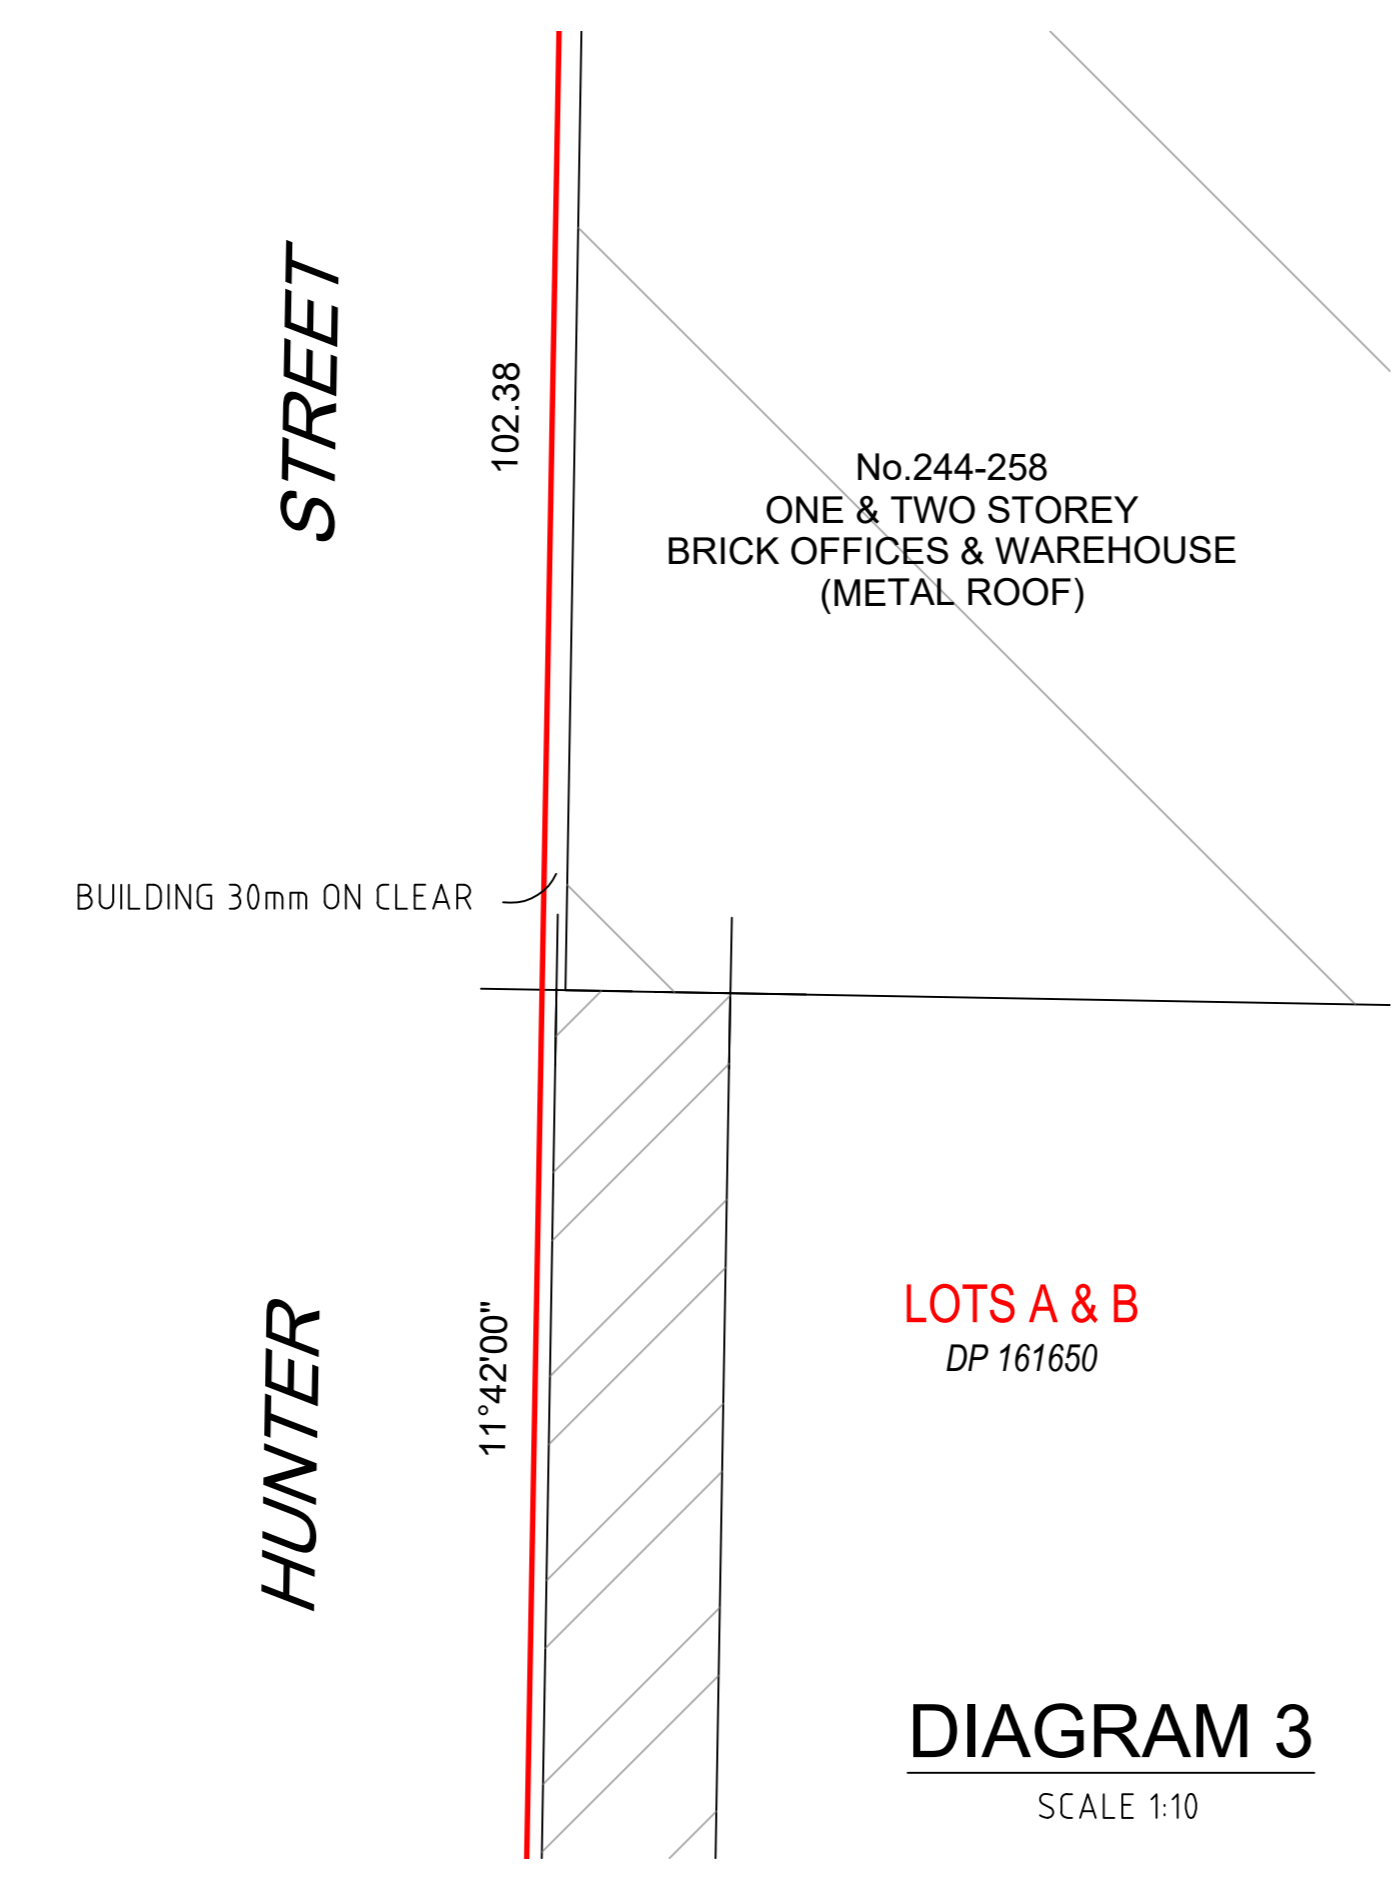 HUNTER STREET
102.38
No.244-258
ONE & TWO STOREY
BRICK OFFICES & WAREHOUSE
(METAL ROOF)
BUILDING 30mm ON CLEAR
11°42'00"
LOTS A & B
DP 161650
DIAGRAM 3
SCALE 1:10